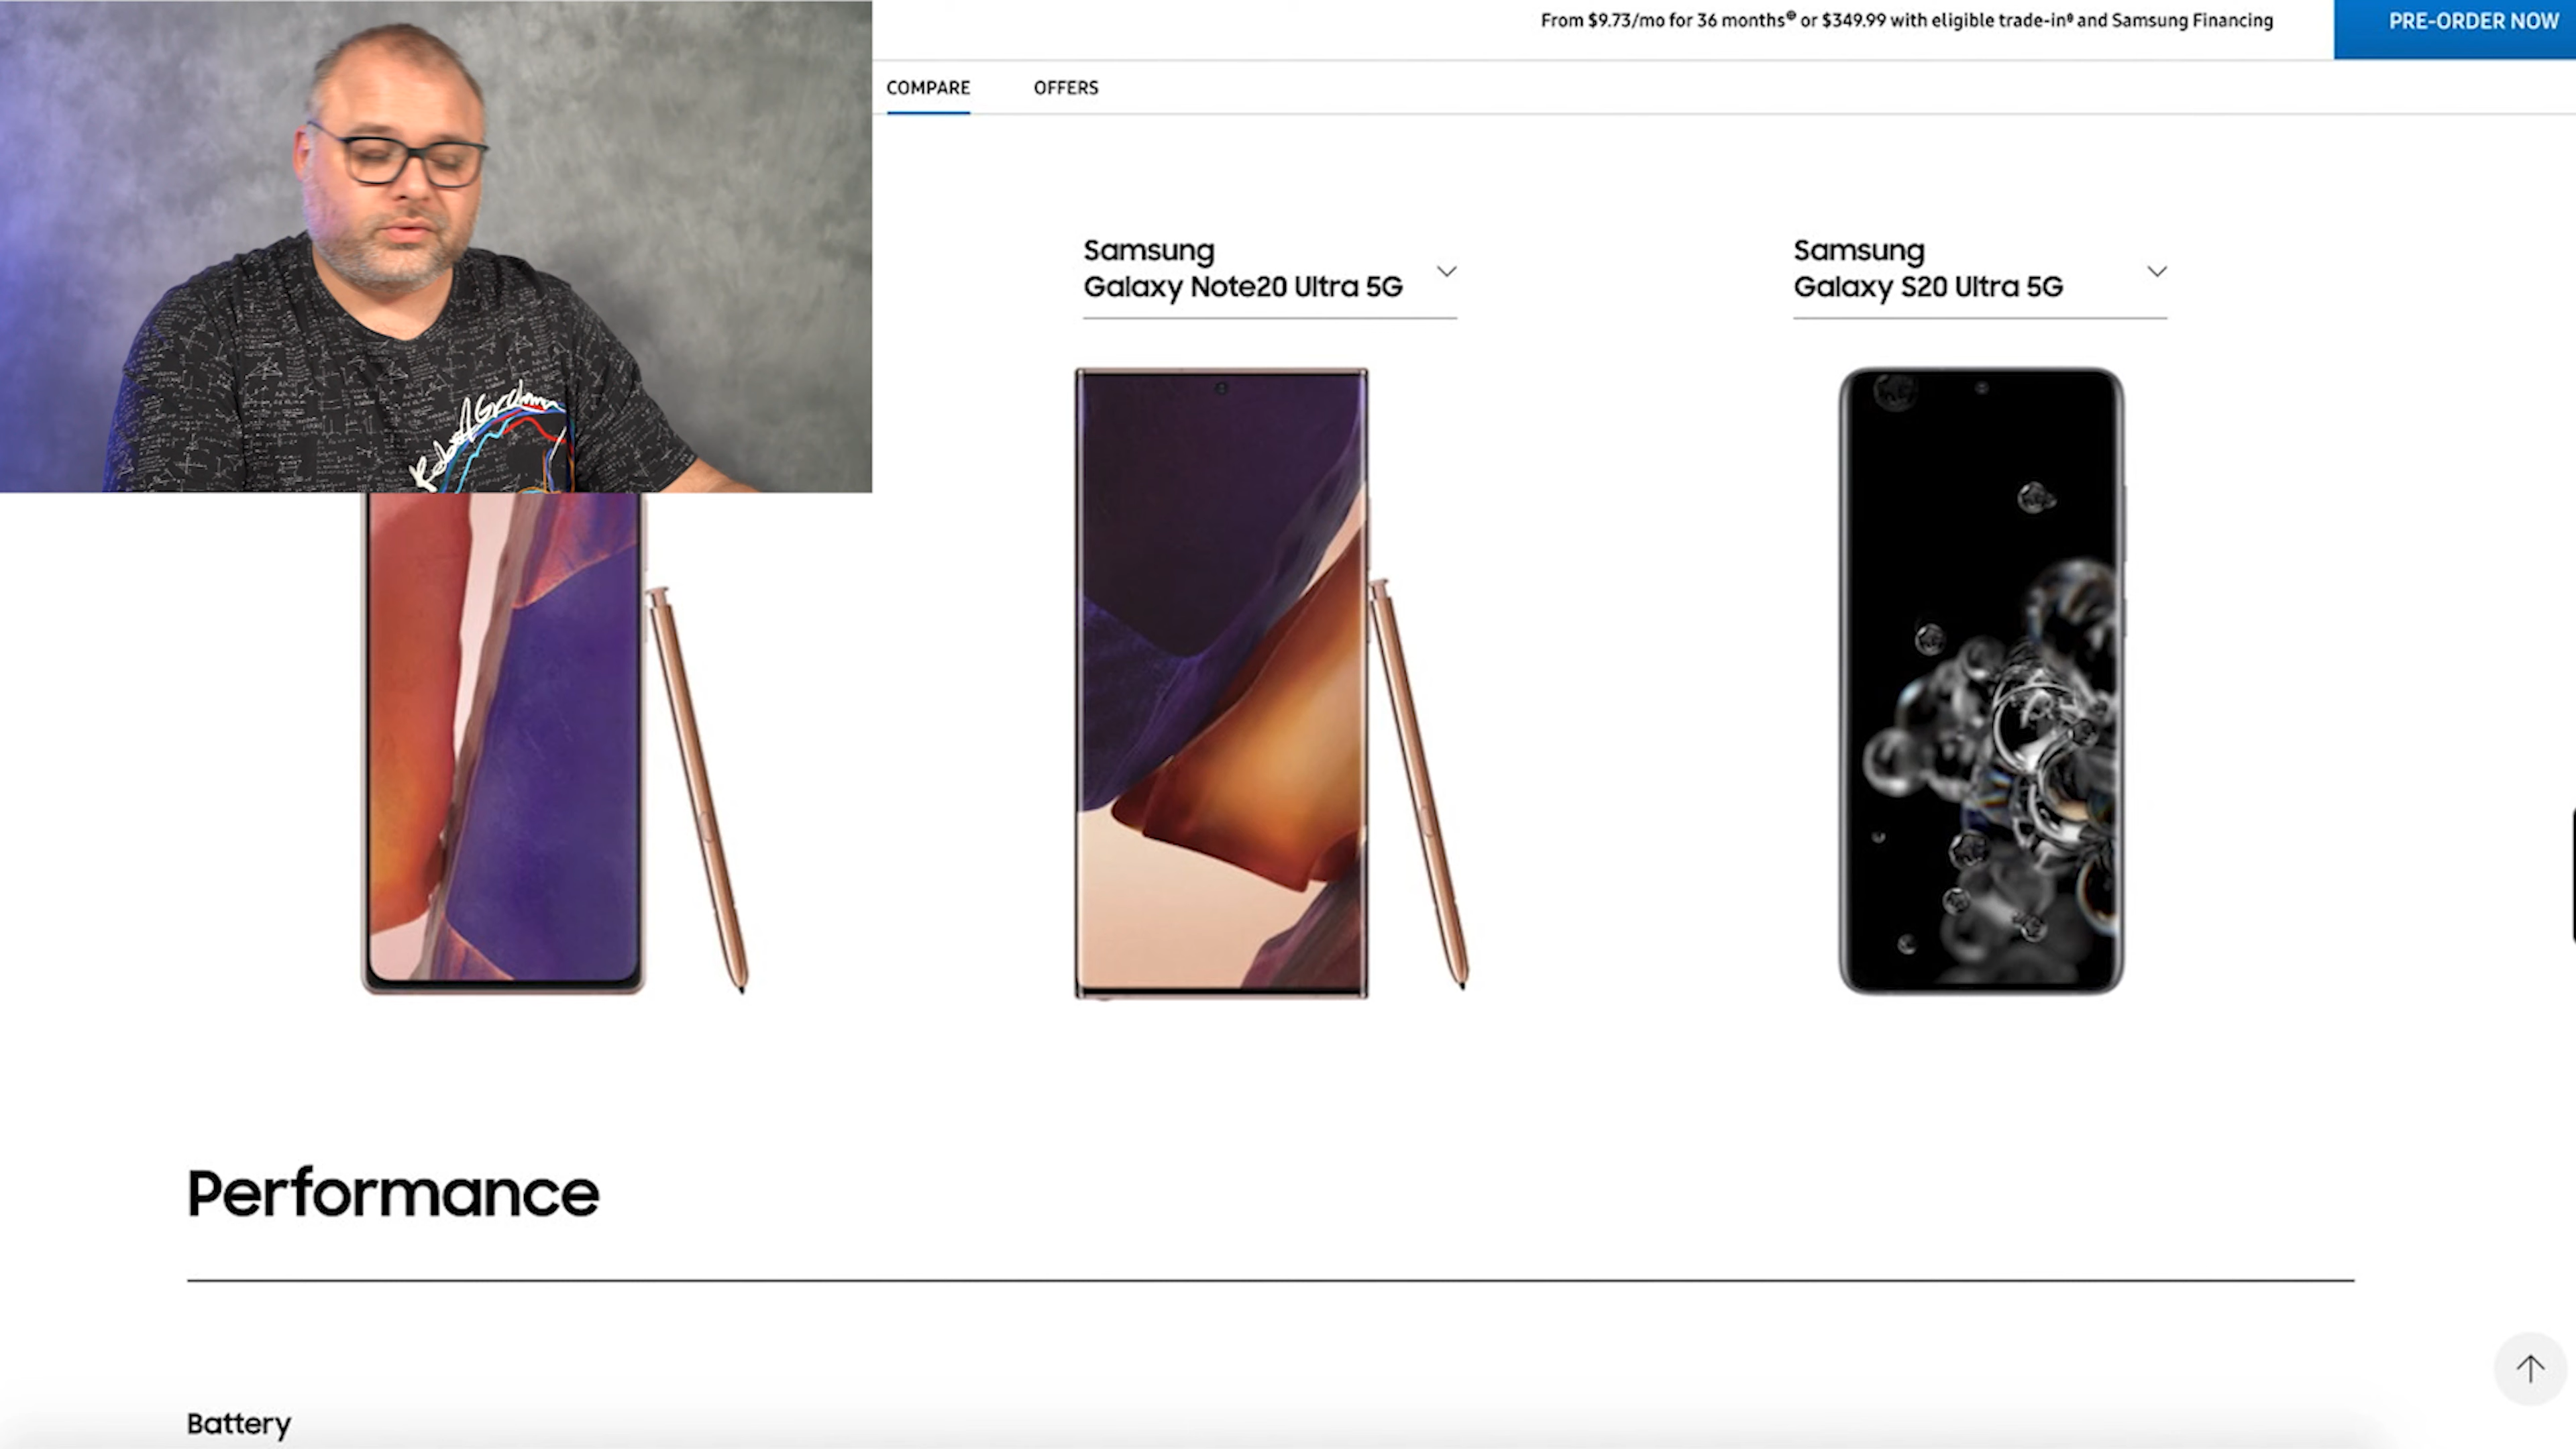 From $9.73/mo for 36 months or $349.99 with eligible trade-in and Samsung Financing
PRE-ORDER NOW
COMPARE
OFFERS
Samsung
Galaxy Note20 Ultra 5G
Samsung
Galaxy S20 Ultra 5G
Performance
Battery